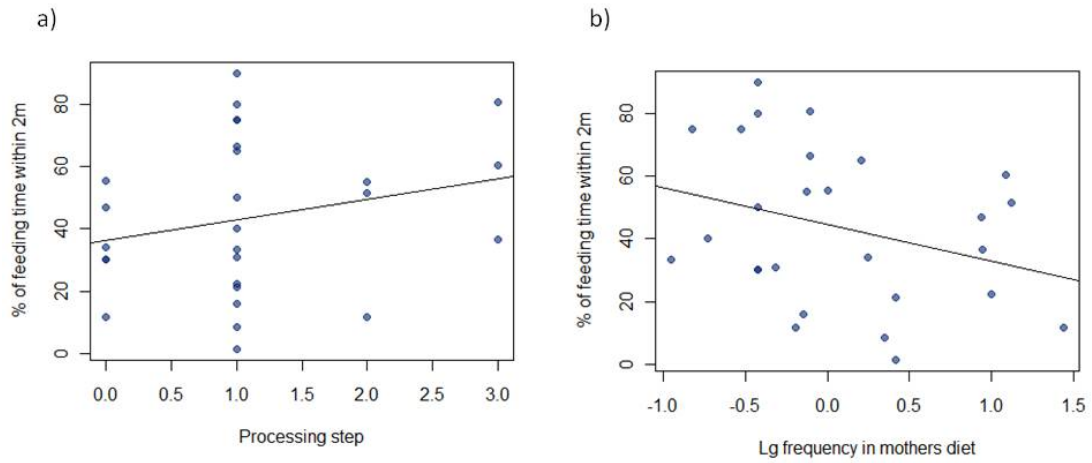 a)
% of feeding time within 2m
80
60
40
20
0
0.0 0.5 1.0 1.5 2.0 2.5 3.0
Processing step
b)
% of feeding time within 2m
80
60
40
20
0
-1.0 -0.5 0.0 0.5 1.0 1.5
Lg frequency in mothers diet